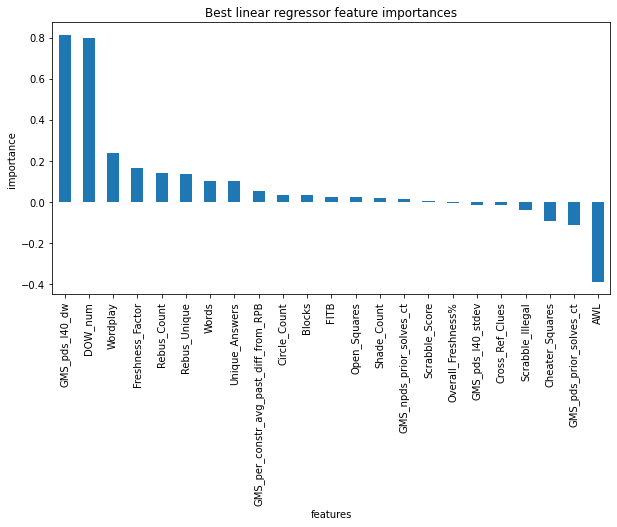 Best linear regressor feature importances
importance
0.8
0.6
0.4
0.2
0.0
−0.2
−0.4
GMS_pds_l40_dw
DOW_num
Wordplay
Freshness_Factor
Rebus_Count
Rebus_Unique
Words
Unique_Answers
GMS_per_constr_avg_past_diff_from_RPB
Circle_Count
Blocks
FITB
Open_Squares
Shade_Count
GMS_npds_prior_solves_ct
Scrabble_Score
Overall_Freshness%
GMS_pds_l40_stdev
Cross_Ref_Clues
Scrabble_Illegal
Cheater_Squares
GMS_pds_prior_solves_ct
AWL
features